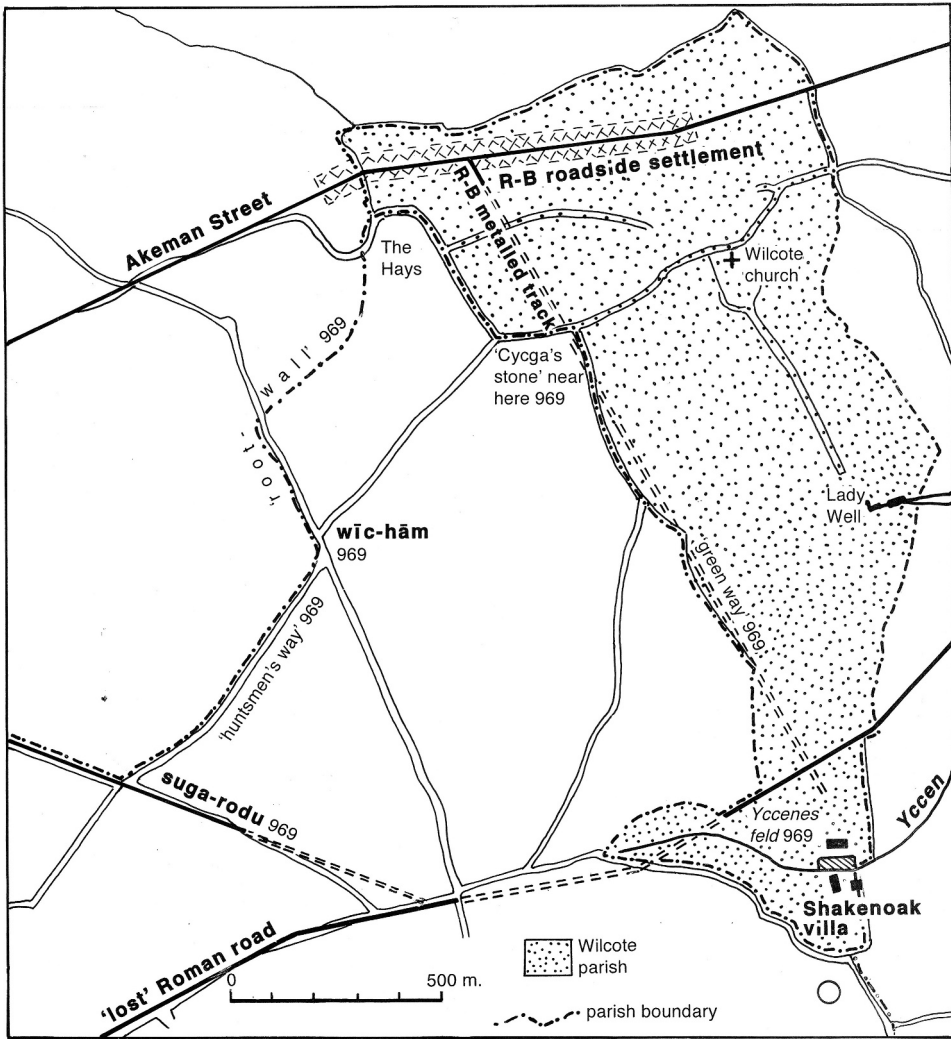 R-B roadside settlement
Akeman Street
R-B metalled track
The
Hays
Wilcote
church
'root
wall' 969
'Cycga's
stone' near
here 969
Lady
Well
wīc-hām
969
'green way' 969
'huntsmen's way' 969
suga-rodu 969
Yccenes
feld 969
Yccen
Shakenoak
villa
'lost' Roman road
Wilcote
parish
0 500 m.
parish boundary